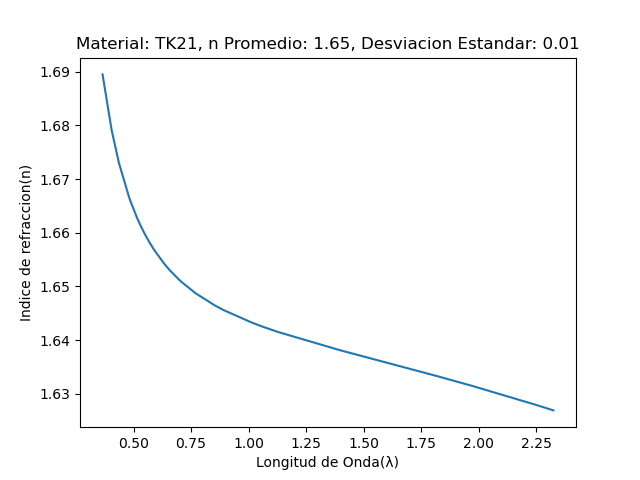 Material: TK21, n Promedio: 1.65, Desviacion Estandar: 0.01
1.69
1.68
1.67
1.66
1.65
1.64
1.63
Indice de refraccion(n)
0.50 0.75 1.00 1.25 1.50 1.75 2.00 2.25
Longitud de Onda(λ)